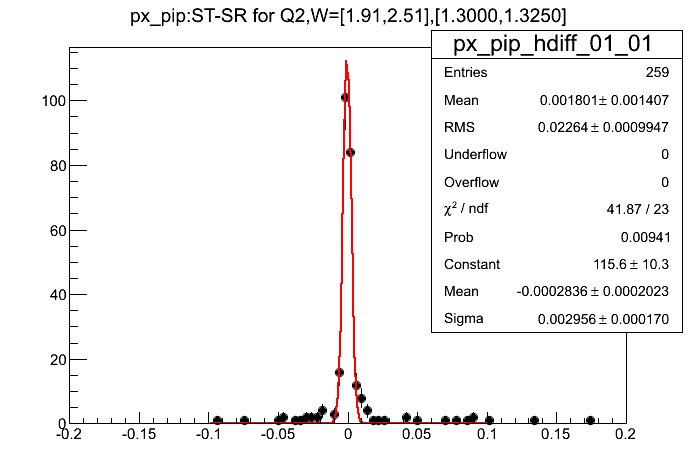 px_pip:ST-SR for Q2,W=[1.91,2.51],[1.3000,1.3250]
px_pip_hdiff_01_01
Entries 259
Mean 0.001801± 0.001407
RMS 0.02264 ± 0.0009947
Underflow 0
Overflow 0
χ² / ndf 41.87 / 23
Prob 0.00941
Constant 115.6 ± 10.3
Mean -0.0002836 ± 0.0002023
Sigma 0.002956 ± 0.000170
100
80
60
40
20
0
-0.2 -0.15 -0.1 -0.05 0 0.05 0.1 0.15 0.2